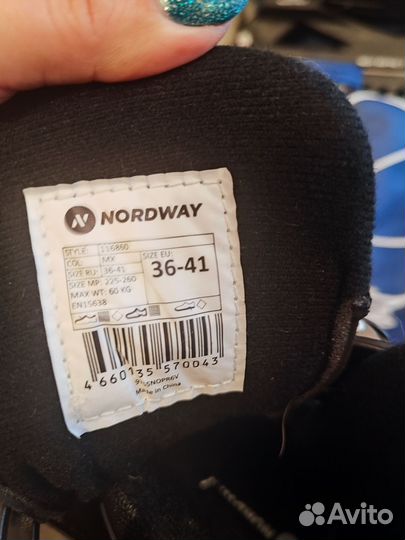 NORDWAY
STYLE: 116860
COL: MX
SIZE RU: 36-41
SIZE MP: 225-260
MAX WT: 60 KG
EN15638
SIZE EU:
36-41
4 660135 570043
Made in China
Avito